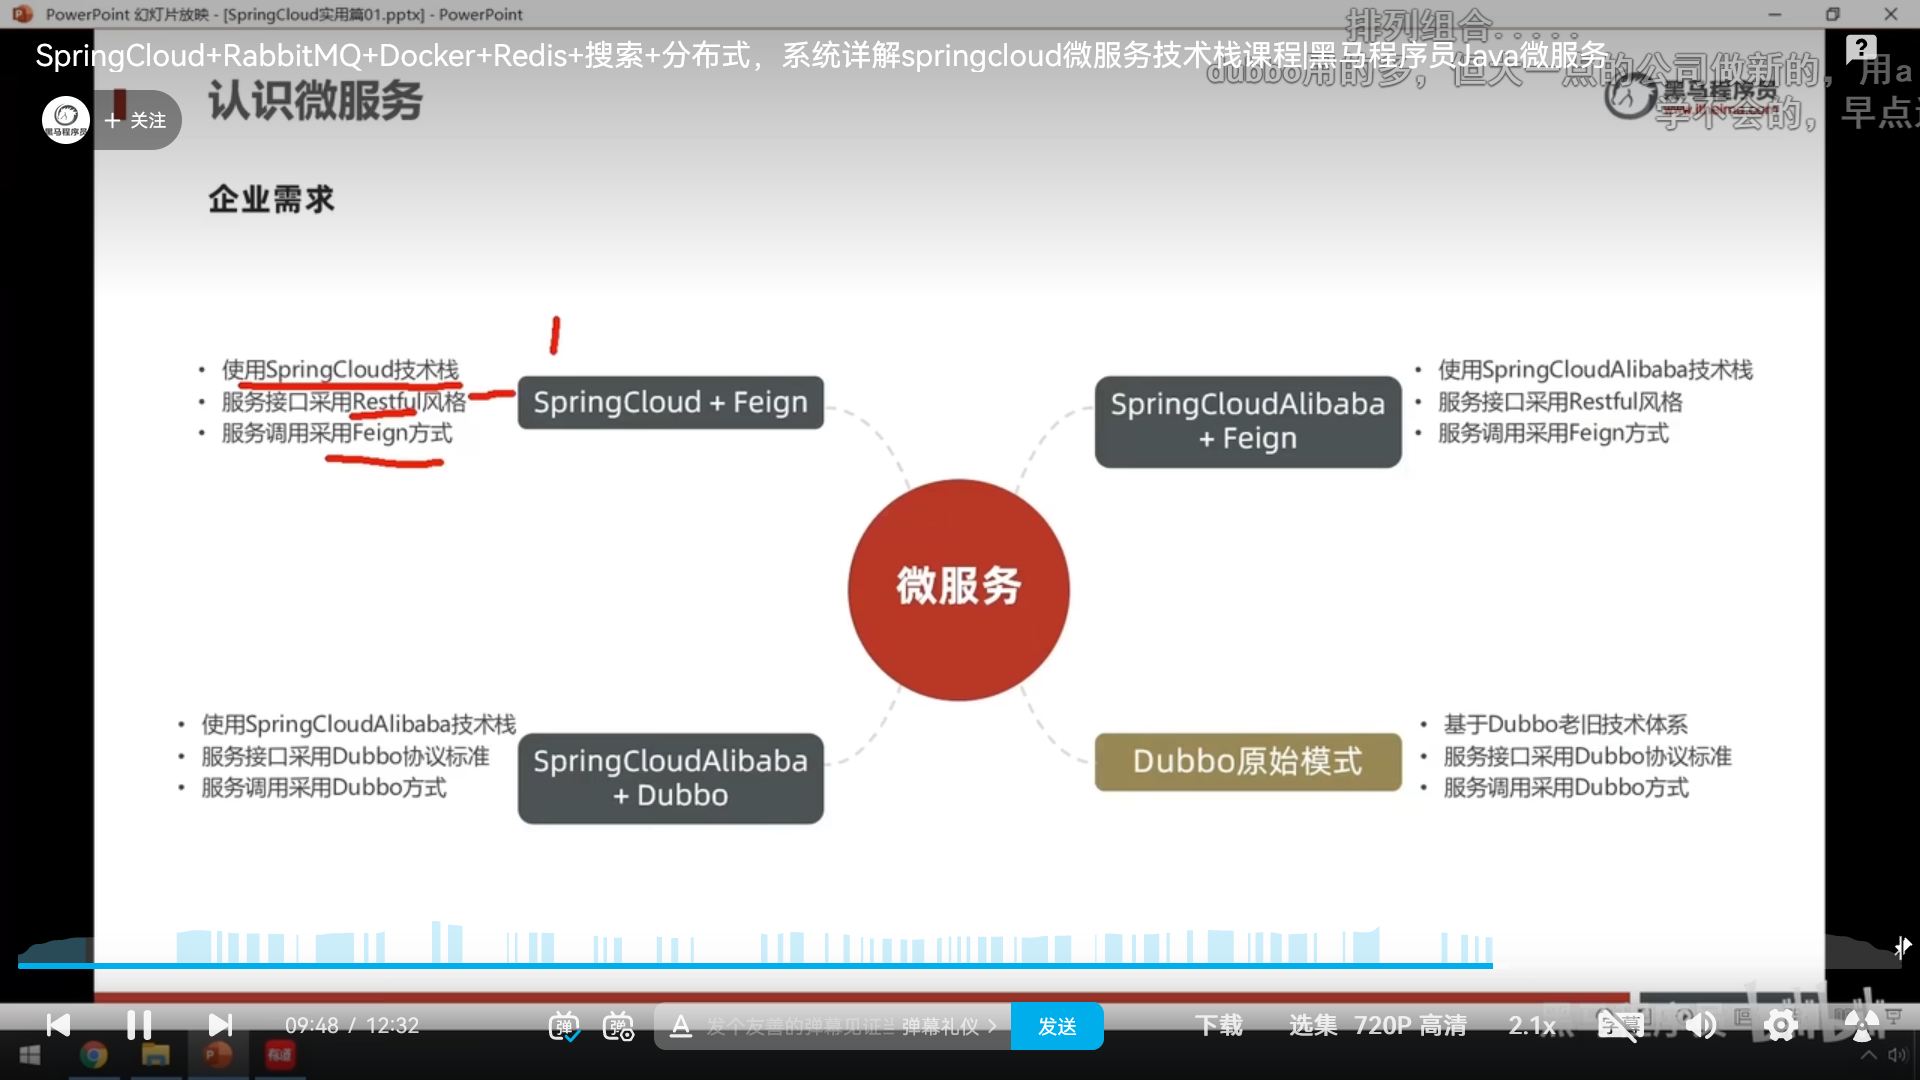 PowerPoint 幻灯片放映 - [SpringCloud实用篇01.pptx] - PowerPoint
排列组合.....
SpringCloud+RabbitMQ+Docker+Redis+搜索+分布式，系统详解springcloud微服务技术栈课程|黑马程序员Java微服务
dubbo用的多，但大一点的公司做新的，用a
黑马程序员
学不会的，早点
黑马程序员
+ 关注
认识微服务
企业需求
• 使用SpringCloud技术栈
• 服务接口采用Restful风格
• 服务调用采用Feign方式
SpringCloud + Feign
SpringCloudAlibaba
+ Feign
• 使用SpringCloudAlibaba技术栈
• 服务接口采用Restful风格
• 服务调用采用Feign方式
微服务
• 使用SpringCloudAlibaba技术栈
• 服务接口采用Dubbo协议标准
• 服务调用采用Dubbo方式
SpringCloudAlibaba
+ Dubbo
Dubbo原始模式
• 基于Dubbo老旧技术体系
• 服务接口采用Dubbo协议标准
• 服务调用采用Dubbo方式
09:48 / 12:32
弹
弹
发个友善的弹幕见证当
弹幕礼仪 >
发送
下载
选集
720P 高清
2.1x
字幕
有道